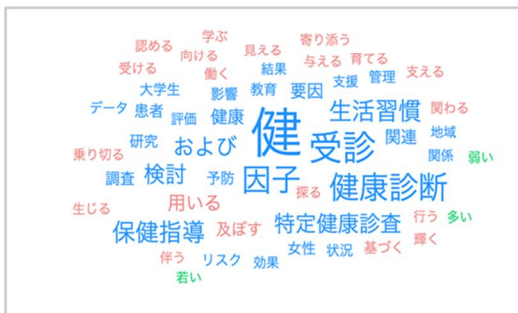 学ぶ
認める 向ける 見える 寄り添う
受ける 働く 結果 与える 育てる
大学生 影響 教育 要因 支援 管理 支える
データ 患者 評価 健康 健 生活習慣 関わる
研究 および 受診 関連 地域
乗り切る 関係 弱い
調査 検討 予防 因子 探る 健康診断
生じる 用いる
保健指導 及ぼす 特定健康診査 行う 多い
伴う リスク 効果 女性 状況 基づく 輝く
若い